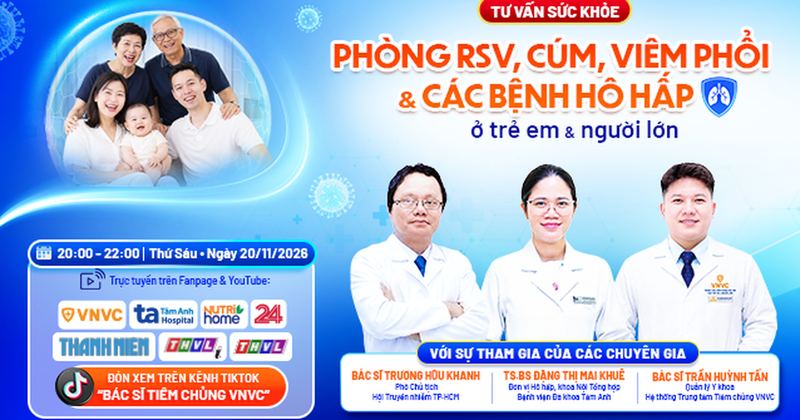 TƯ VẤN SỨC KHỎE
PHÒNG RSV, CÚM, VIÊM PHỔI
& CÁC BỆNH HÔ HẤP
ở trẻ em & người lớn
20:00 - 22:00 | Thứ Sáu • Ngày 20/11/2026
Trực tuyến trên Fanpage & YouTube:
VNVC
ta Tâm Anh Hospital
NUTRI home
24
THANH NIÊN
THVLi
THVL
ĐÓN XEM TRÊN KÊNH TIKTOK
"BÁC SĨ TIÊM CHỦNG VNVC"
VNVC
VỚI SỰ THAM GIA CỦA CÁC CHUYÊN GIA
BÁC SĨ TRƯƠNG HỮU KHANH
Phó Chủ tịch
Hội Truyền nhiễm TP-HCM
TS.BS ĐẶNG THỊ MAI KHUÊ
Đơn vị Hô hấp, khoa Nội Tổng hợp
Bệnh viện Đa khoa Tâm Anh
BÁC SĨ TRẦN HUỲNH TẤN
Quản lý Y khoa
Hệ thống Trung tâm Tiêm chủng VNVC